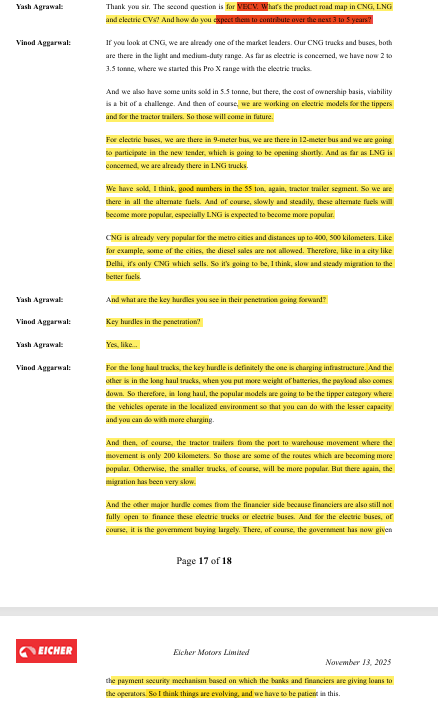 Yash Agrawal: Thank you sir. The second question is for VECV. What's the product road map in CNG, LNG
and electric CVs? And how do you expect them to contribute over the next 3 to 5 years?
Vinod Aggarwal: If you look at CNG, we are already one of the market leaders. Our CNG trucks and buses, both
are there in the light and medium-duty range. As far as electric is concerned, we have now 2 to
3.5 tonne, where we started this Pro X range with the electric trucks.
And we also have some units sold in 5.5 tonne, but there, the cost of ownership basis, viability
is a bit of a challenge. And then of course, we are working on electric models for the tippers
and for the tractor trailers. So those will come in future.
For electric buses, we are there in 9-meter bus, we are there in 12-meter bus and we are going
to participate in the new tender, which is going to be opening shortly. And as far as LNG is
concerned, we are already there in LNG trucks.
We have sold, I think, good numbers in the 55 ton, again, tractor trailer segment. So we are
there in all the alternate fuels. And of course, slowly and steadily, these alternate fuels will
become more popular, especially LNG is expected to become more popular.
CNG is already very popular for the metro cities and distances up to 400, 500 kilometers. Like
for example, some of the cities, the diesel sales are not allowed. Therefore, like in a city like
Delhi, it's only CNG which sells. So it's going to be, I think, slow and steady migration to the
better fuels.
Yash Agrawal: And what are the key hurdles you see in their penetration going forward?
Vinod Aggarwal: Key hurdles in the penetration?
Yash Agrawal: Yes, like...
Vinod Aggarwal: For the long haul trucks, the key hurdle is definitely the one is charging infrastructure. And the
other is in the long haul trucks, when you put more weight of batteries, the payload also comes
down. So therefore, in long haul, the popular models are going to be the tipper category where
the vehicles operate in the localized environment so that you can do with the lesser capacity
and you can do with more charging.
And then, of course, the tractor trailers from the port to warehouse movement where the
movement is only 200 kilometers. So those are some of the routes which are becoming more
popular. Otherwise, the smaller trucks, of course, will be more popular. But there again, the
migration has been very slow.
And the other major hurdle comes from the financier side because financiers are also still not
fully open to finance these electric trucks or electric buses. And for the electric buses, of
course, it is the government buying largely. There, of course, the government has now given
Page 17 of 18
EICHER
Eicher Motors Limited
November 13, 2025
the payment security mechanism based on which the banks and financiers are giving loans to
the operators. So I think things are evolving, and we have to be patient in this.